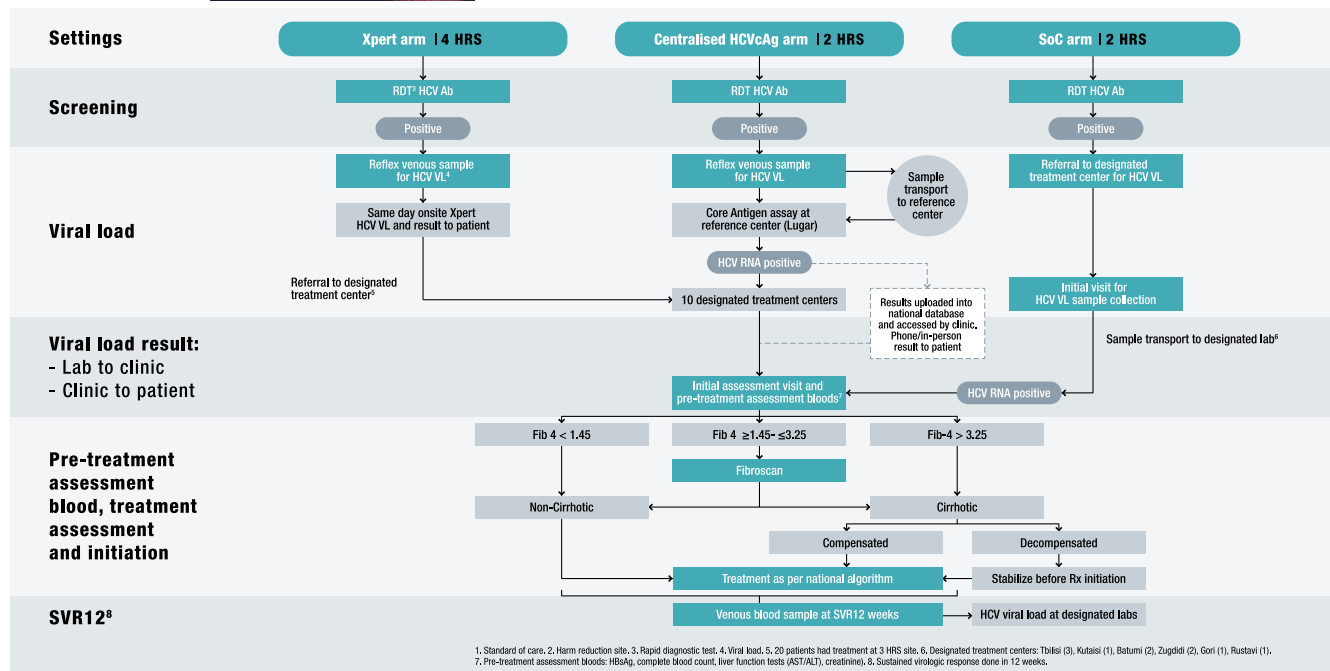 Settings
Xpert arm | 4 HRS
Centralised HCVcAg arm | 2 HRS
SoC arm | 2 HRS
Screening
RDT³ HCV Ab
RDT HCV Ab
RDT HCV Ab
Positive
Positive
Positive
Viral load
Reflex venous sample
for HCV VL⁴
Reflex venous sample
for HCV VL
Sample
transport
to reference
center
Referral to designated
treatment center for HCV VL
Same day onsite Xpert
HCV VL and result to patient
Core Antigen assay at
reference center (Lugar)
HCV RNA positive
Referral to designated
treatment center⁵
10 designated treatment centers
Results uploaded into
national database
and accessed by clinic.
Phone/in-person
result to patient
Initial visit for
HCV VL sample collection
Viral load result:
- Lab to clinic
- Clinic to patient
Sample transport to designated lab⁶
Initial assessment visit and
pre-treatment assessment bloods⁷
HCV RNA positive
Pre-treatment
assessment
blood, treatment
assessment
and initiation
Fib 4 < 1.45
Fib 4 ≥1.45- ≤3.25
Fib-4 > 3.25
Fibroscan
Non-Cirrhotic
Cirrhotic
Compensated
Decompensated
Treatment as per national algorithm
Stabilize before Rx initiation
SVR12⁸
Venous blood sample at SVR12 weeks
HCV viral load at designated labs
1. Standard of care. 2. Harm reduction site. 3. Rapid diagnostic test. 4. Viral load. 5. 20 patients had treatment at 3 HRS site. 6. Designated treatment centers: Tbilisi (3), Kutaisi (1), Batumi (2), Zugdidi (2), Gori (1), Rustavi (1).
7. Pre-treatment assessment bloods: HBsAg, complete blood count, liver function tests (AST/ALT), creatinine). 8. Sustained virologic response done in 12 weeks.